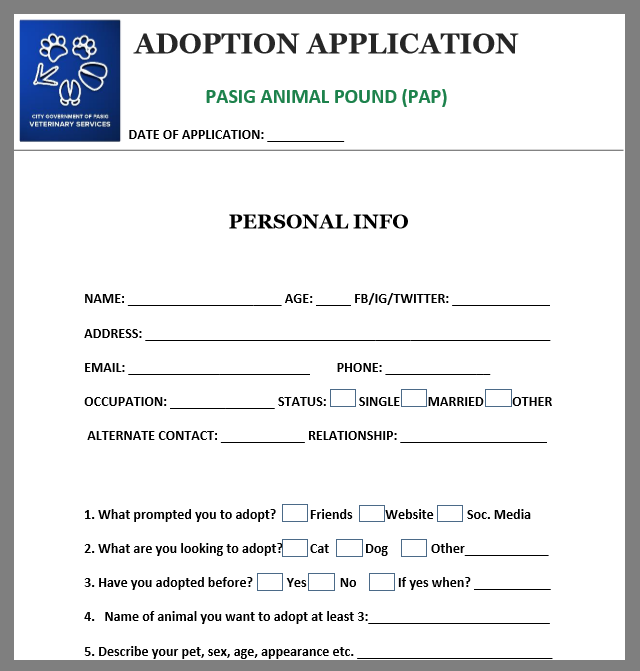 ADOPTION APPLICATION
PASIG ANIMAL POUND (PAP)
CITY GOVERNMENT OF PASIG
VETERINARY SERVICES
DATE OF APPLICATION: ___________
PERSONAL INFO
NAME: ______________________ AGE: _____ FB/IG/TWITTER: ______________
ADDRESS: __________________________________________________________
EMAIL: __________________________ PHONE: _______________
OCCUPATION: _______________ STATUS: SINGLE MARRIED OTHER
ALTERNATE CONTACT: ____________ RELATIONSHIP: _____________________
1. What prompted you to adopt? Friends Website Soc. Media
2. What are you looking to adopt? Cat Dog Other____________
3. Have you adopted before? Yes No If yes when? ___________
4. Name of animal you want to adopt at least 3:__________________________
5. Describe your pet, sex, age, appearance etc. ____________________________